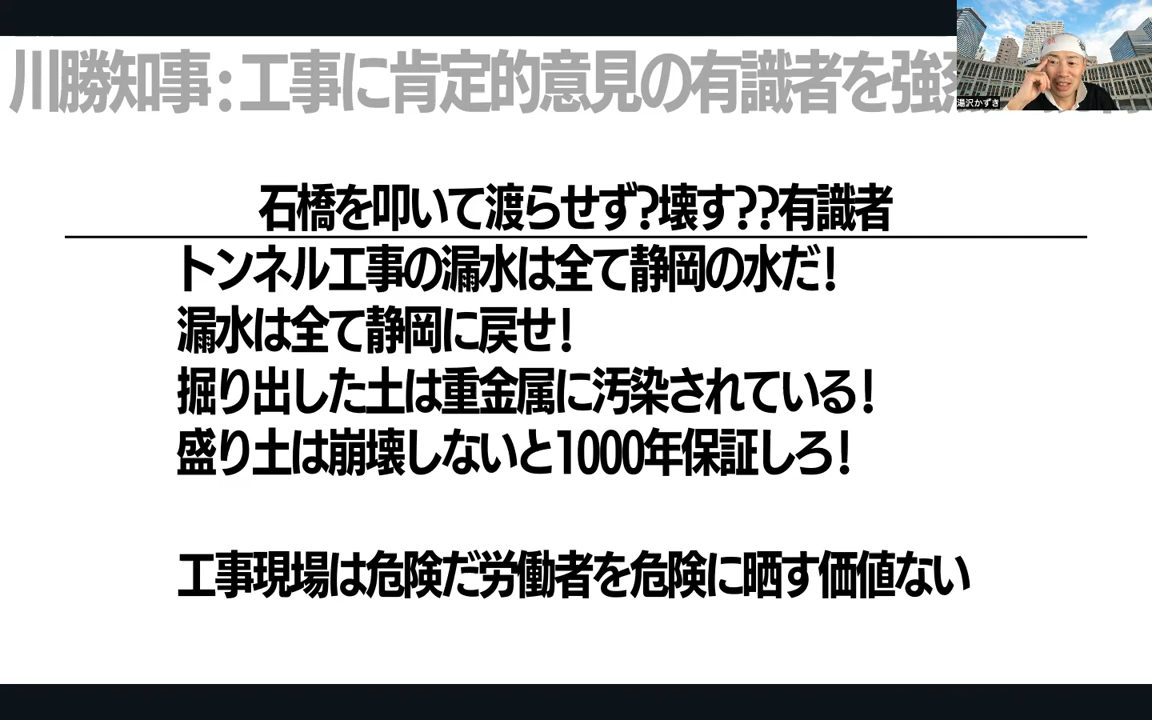 川勝知事:工事に肯定的意見の有識者を強
湯沢かずき
石橋を叩いて渡らせず?壊す??有識者
トンネル工事の漏水は全て静岡の水だ!
漏水は全て静岡に戻せ!
掘り出した土は重金属に汚染されている!
盛り土は崩壊しないと1000年保証しろ!
工事現場は危険だ労働者を危険に晒す価値ない